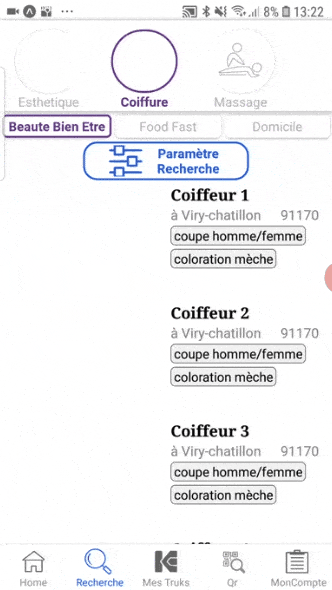 8% 13:22
Esthetique Coiffure Massage
Beaute Bien Etre Food Fast Domicile
Paramètre
Recherche
Coiffeur 1
à Viry-chatillon 91170
coupe homme/femme
coloration mèche
Coiffeur 2
à Viry-chatillon 91170
coupe homme/femme
coloration mèche
Coiffeur 3
à Viry-chatillon 91170
coupe homme/femme
coloration mèche
Home Recherche Mes Truks Qr MonCompte